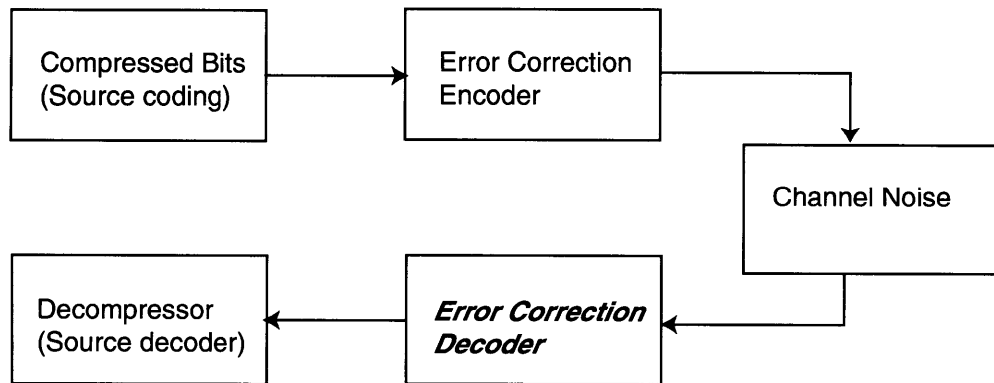 Compressed Bits
(Source coding)
Error Correction
Encoder
Channel Noise
Decompressor
(Source decoder)
Error Correction
Decoder